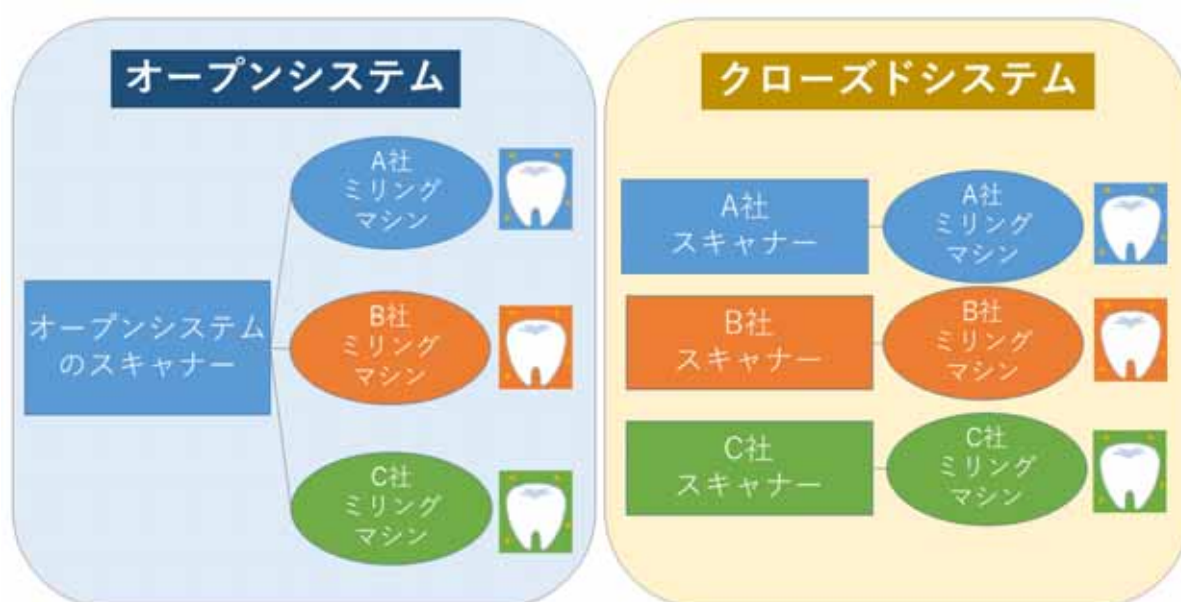 オープンシステム
A社
ミリング
マシン
オープンシステム
のスキャナー
B社
ミリング
マシン
C社
ミリング
マシン
クローズドシステム
A社
スキャナー
A社
ミリング
マシン
B社
スキャナー
B社
ミリング
マシン
C社
スキャナー
C社
ミリング
マシン